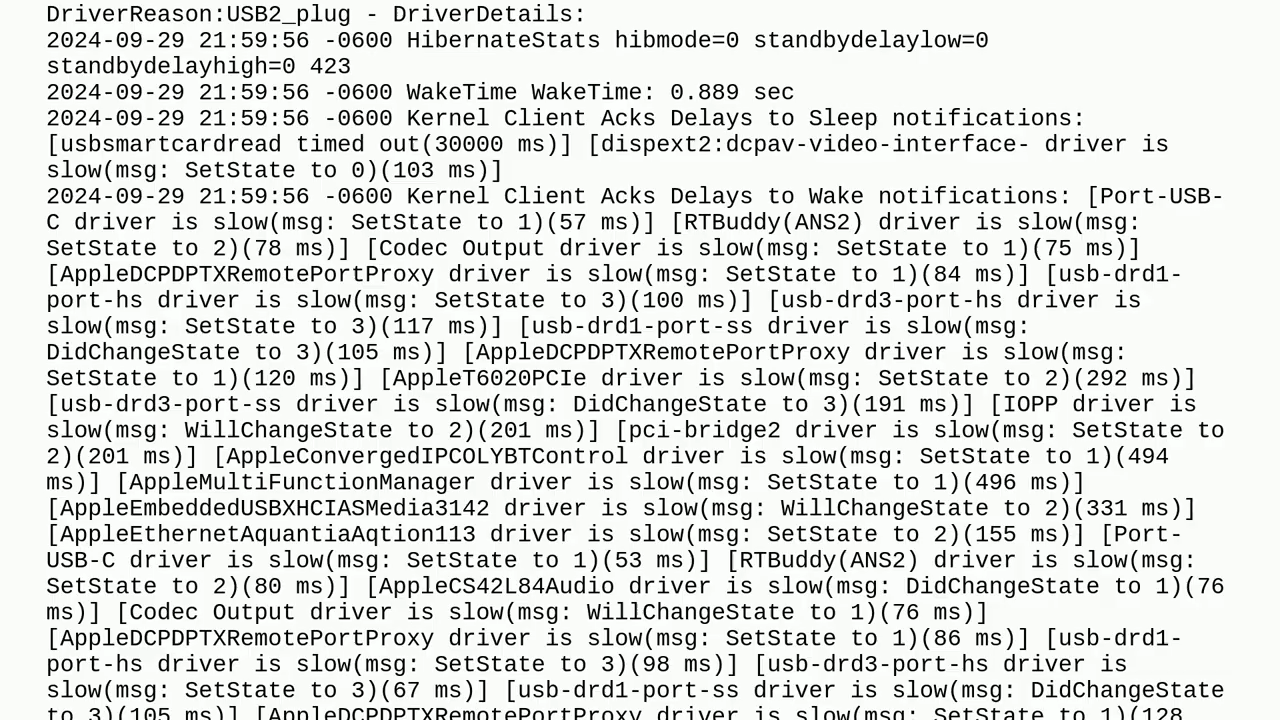 DriverReason:USB2_plug - DriverDetails:
2024-09-29 21:59:56 -0600 HibernateStats hibmode=0 standbydelaylow=0
standbydelayhigh=0 423
2024-09-29 21:59:56 -0600 WakeTime WakeTime: 0.889 sec
2024-09-29 21:59:56 -0600 Kernel Client Acks Delays to Sleep notifications:
[usbsmartcardread timed out(30000 ms)] [dispext2:dcpav-video-interface- driver is
slow(msg: SetState to 0)(103 ms)]
2024-09-29 21:59:56 -0600 Kernel Client Acks Delays to Wake notifications: [Port-USB-
C driver is slow(msg: SetState to 1)(57 ms)] [RTBuddy(ANS2) driver is slow(msg:
SetState to 2)(78 ms)] [Codec Output driver is slow(msg: SetState to 1)(75 ms)]
[AppleDCPDPTXRemotePortProxy driver is slow(msg: SetState to 1)(84 ms)] [usb-drd1-
port-hs driver is slow(msg: SetState to 3)(100 ms)] [usb-drd3-port-hs driver is
slow(msg: SetState to 3)(117 ms)] [usb-drd1-port-ss driver is slow(msg:
DidChangeState to 3)(105 ms)] [AppleDCPDPTXRemotePortProxy driver is slow(msg:
SetState to 1)(120 ms)] [AppleT6020PCIe driver is slow(msg: SetState to 2)(292 ms)]
[usb-drd3-port-ss driver is slow(msg: DidChangeState to 3)(191 ms)] [IOPP driver is
slow(msg: WillChangeState to 2)(201 ms)] [pci-bridge2 driver is slow(msg: SetState to
2)(201 ms)] [AppleConvergedIPCOLYBTControl driver is slow(msg: SetState to 1)(494
ms)] [AppleMultiFunctionManager driver is slow(msg: SetState to 1)(496 ms)]
[AppleEmbeddedUSBXHCIASMedia3142 driver is slow(msg: WillChangeState to 2)(331 ms)]
[AppleEthernetAquantiaAqtion113 driver is slow(msg: SetState to 2)(155 ms)] [Port-
USB-C driver is slow(msg: SetState to 1)(53 ms)] [RTBuddy(ANS2) driver is slow(msg:
SetState to 2)(80 ms)] [AppleCS42L84Audio driver is slow(msg: DidChangeState to 1)(76
ms)] [Codec Output driver is slow(msg: WillChangeState to 1)(76 ms)]
[AppleDCPDPTXRemotePortProxy driver is slow(msg: SetState to 1)(86 ms)] [usb-drd1-
port-hs driver is slow(msg: SetState to 3)(98 ms)] [usb-drd3-port-hs driver is
slow(msg: SetState to 3)(67 ms)] [usb-drd1-port-ss driver is slow(msg: DidChangeState
to 3)(105 ms)] [AppleDCPDPTXRemotePortProxy driver is slow(msg: SetState to 1)(128